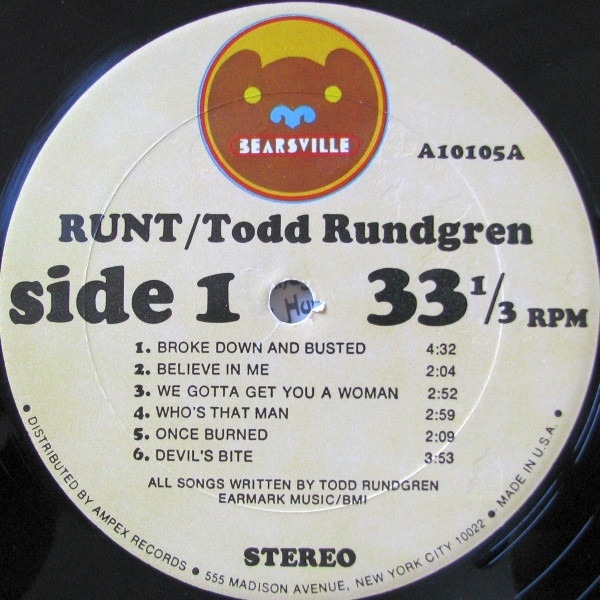 BEARSVILLE
A10105A
RUNT/Todd Rundgren
side 1
33 1/3 RPM
1. BROKE DOWN AND BUSTED 4:32
2. BELIEVE IN ME 2:04
3. WE GOTTA GET YOU A WOMAN 2:52
4. WHO'S THAT MAN 2:59
5. ONCE BURNED 2:09
6. DEVIL'S BITE 3:53
ALL SONGS WRITTEN BY TODD RUNDGREN
EARMARK MUSIC/BMI
STEREO
• DISTRIBUTED BY AMPEX RECORDS • 555 MADISON AVENUE, NEW YORK CITY 10022 • MADE IN U.S.A. •